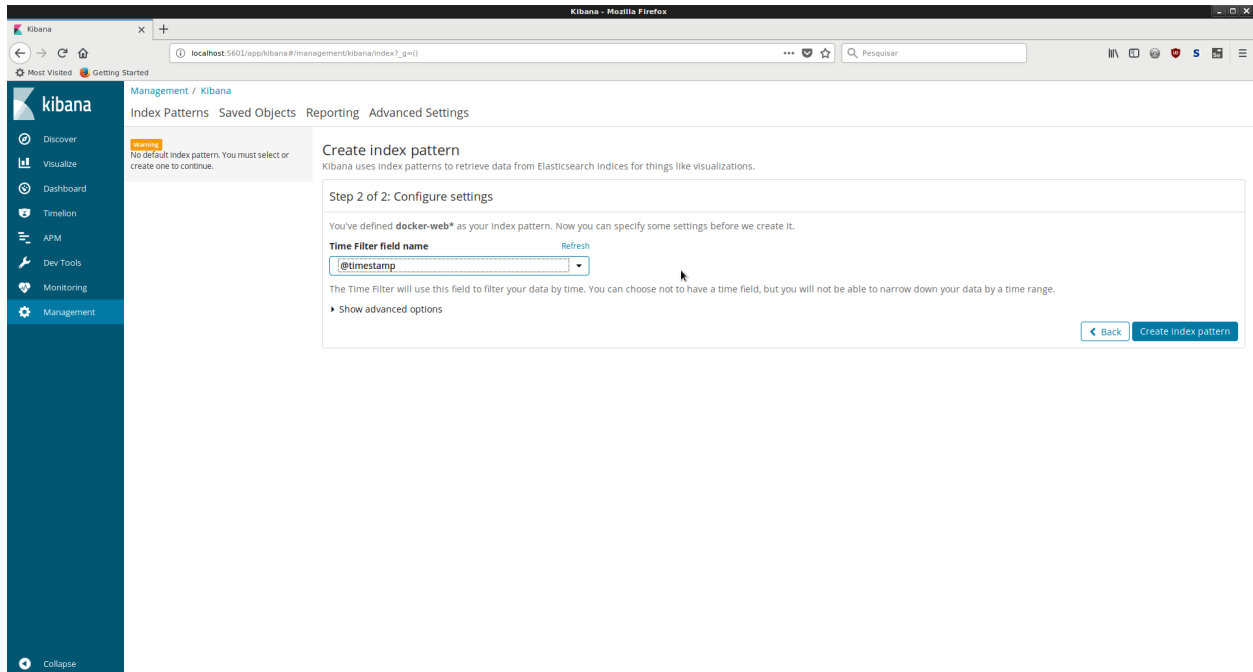 Kibana - Mozilla Firefox
Kibana
localhost:5601/app/kibana#/management/kibana/index?_g=()
Pesquisar
Most Visited Getting Started
kibana
Discover
Visualize
Dashboard
Timelion
APM
Dev Tools
Monitoring
Management
Collapse
Management / Kibana
Index Patterns Saved Objects Reporting Advanced Settings
Warning
No default index pattern. You must select or
create one to continue.
Create index pattern
Kibana uses index patterns to retrieve data from Elasticsearch indices for things like visualizations.
Step 2 of 2: Configure settings
You've defined docker-web* as your index pattern. Now you can specify some settings before we create it.
Time Filter field name Refresh
@timestamp
The Time Filter will use this field to filter your data by time. You can choose not to have a time field, but you will not be able to narrow down your data by a time range.
Show advanced options
Back Create index pattern